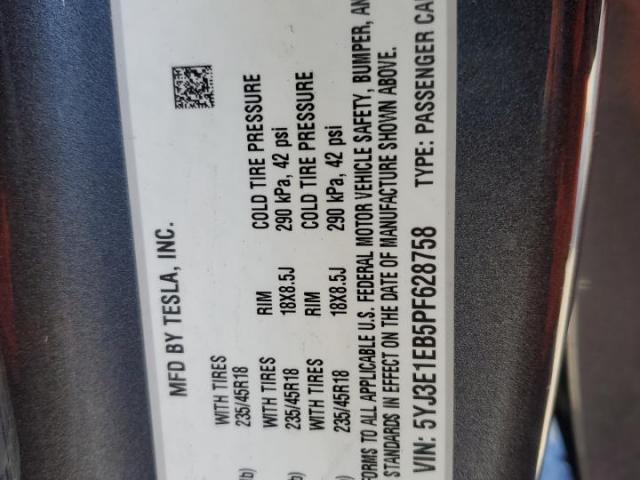 MFD BY TESLA, INC.
WITH TIRES
235/45R18
WITH TIRES RIM COLD TIRE PRESSURE
235/45R18 18X8.5J 290 kPa, 42 psi
WITH TIRES RIM COLD TIRE PRESSURE
235/45R18 18X8.5J 290 kPa, 42 psi
FORMS TO ALL APPLICABLE U.S. FEDERAL MOTOR VEHICLE SAFETY, BUMPER, AN
STANDARDS IN EFFECT ON THE DATE OF MANUFACTURE SHOWN ABOVE.
VIN: 5YJ3E1EB5PF628758 TYPE: PASSENGER CA